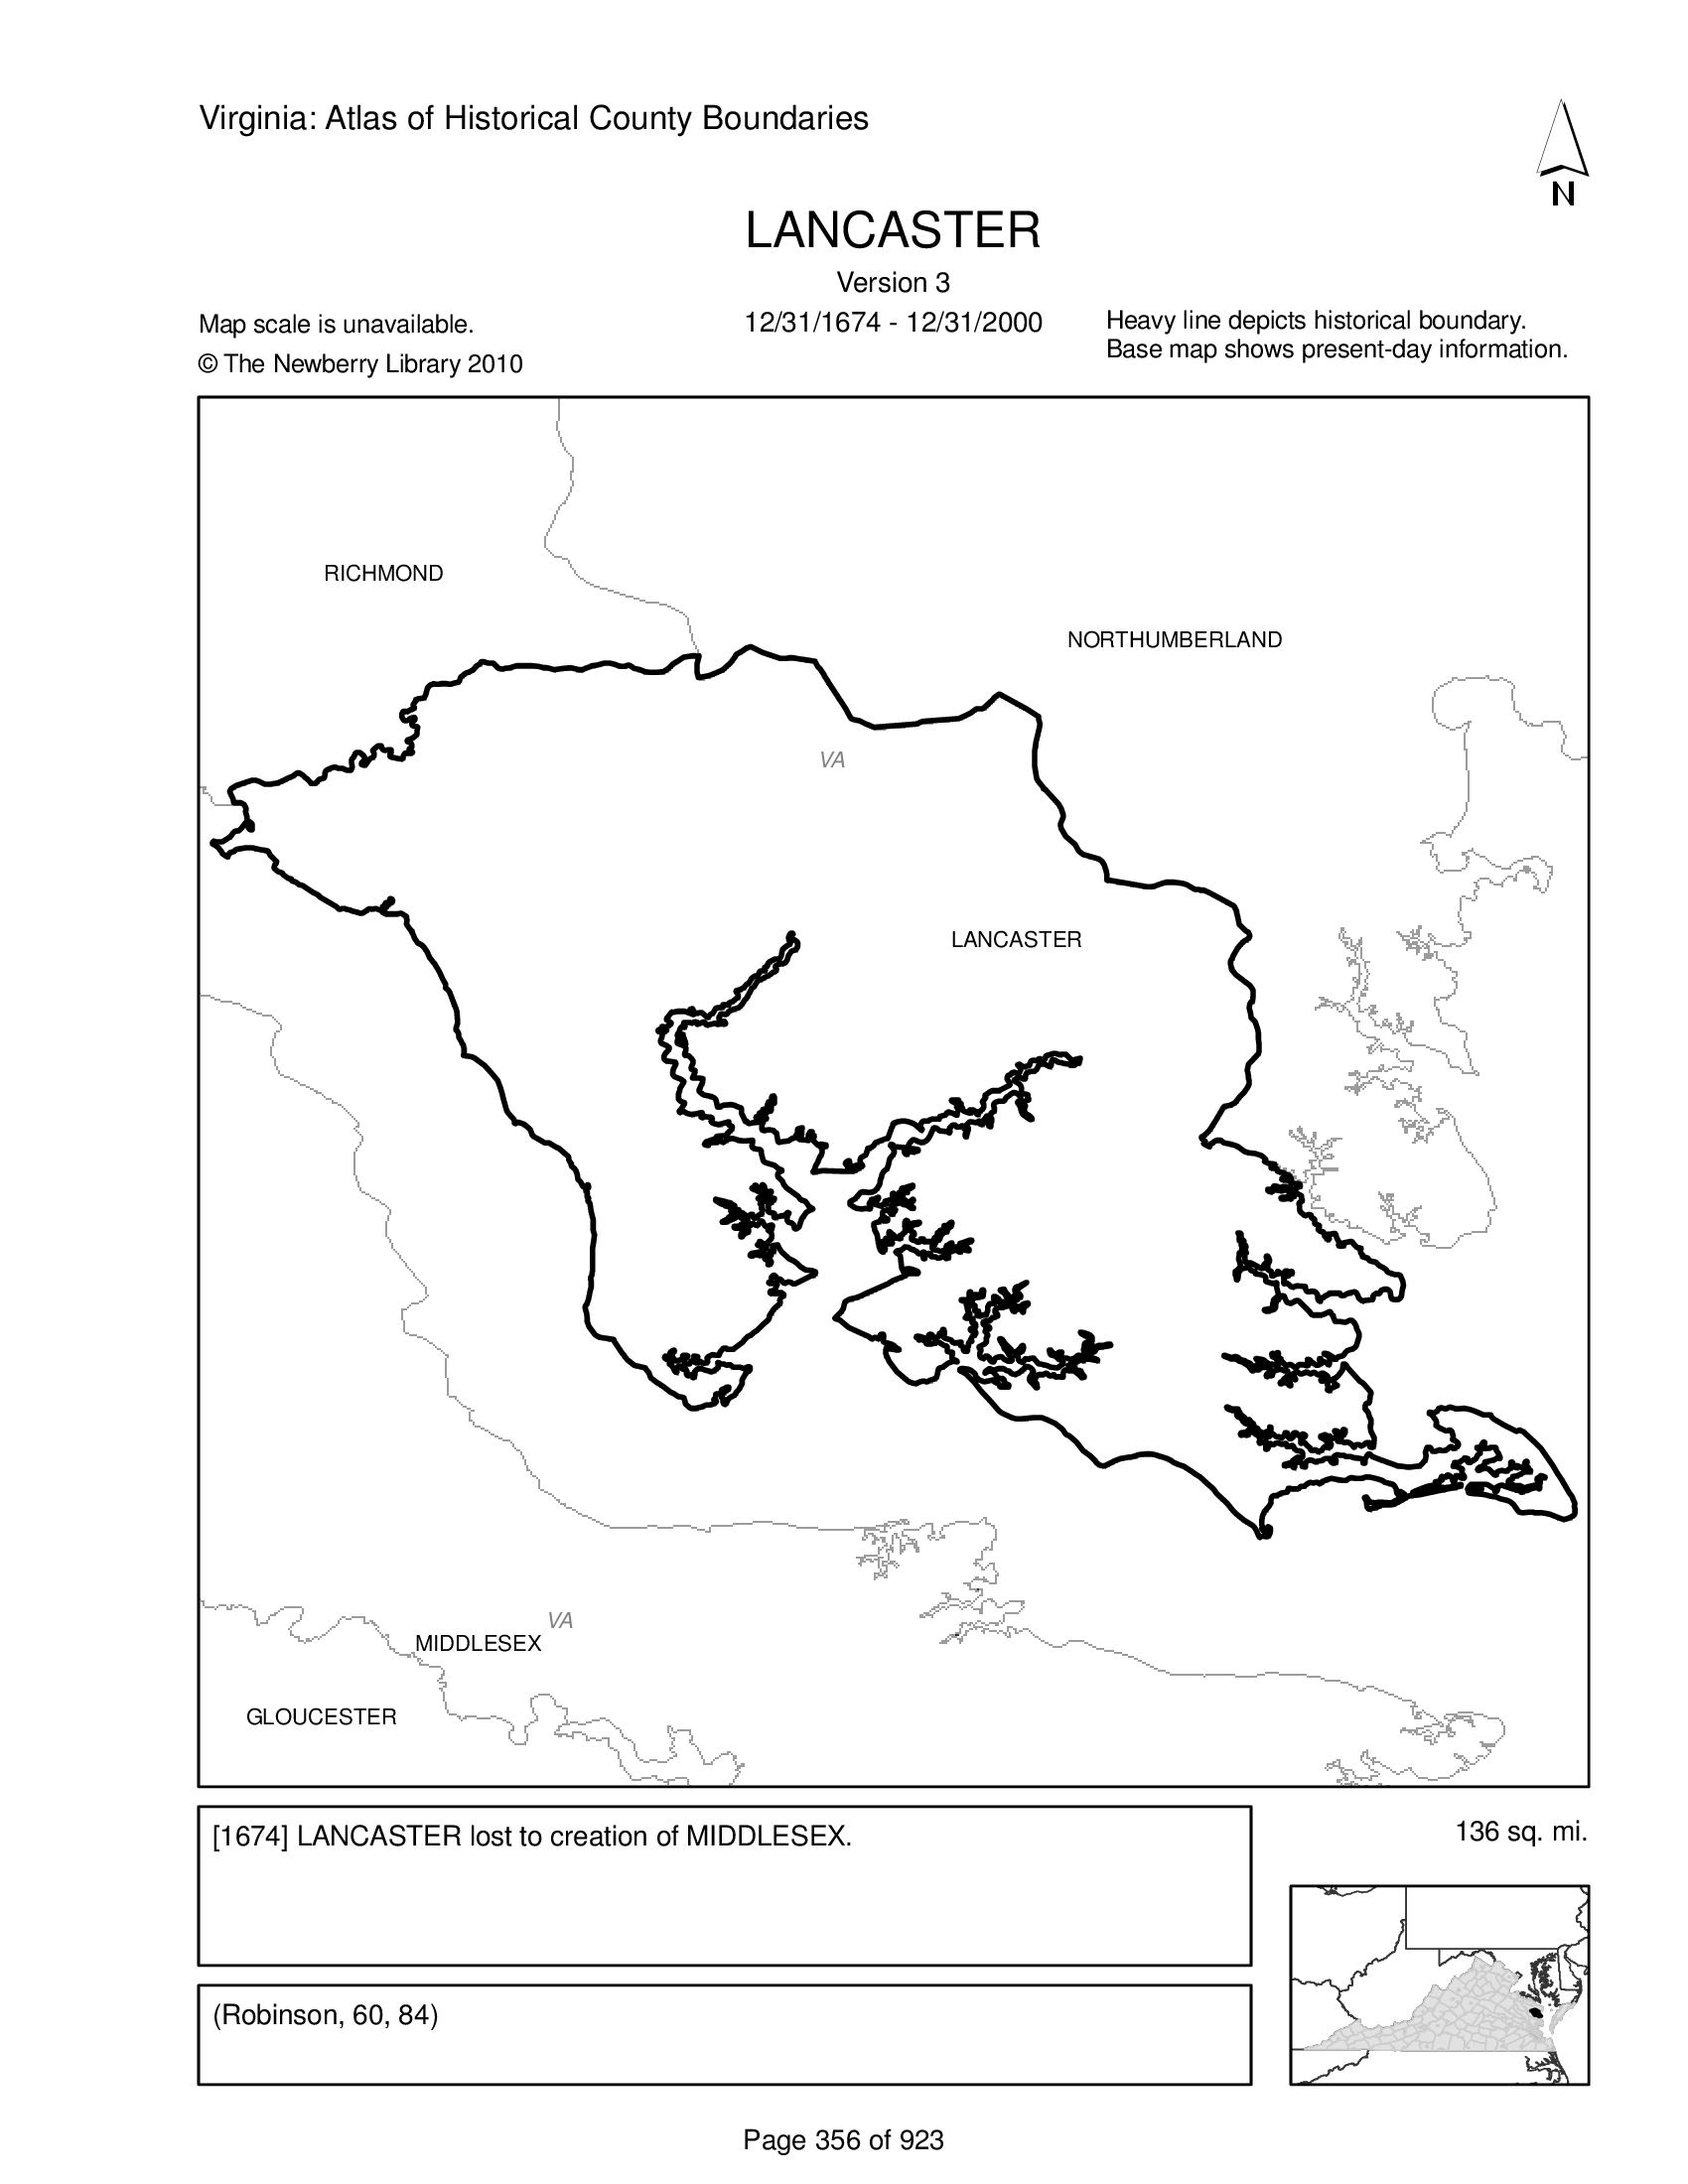 Virginia: Atlas of Historical County Boundaries
N
LANCASTER
Version 3
12/31/1674 - 12/31/2000
Map scale is unavailable.
© The Newberry Library 2010
Heavy line depicts historical boundary.
Base map shows present-day information.
RICHMOND
NORTHUMBERLAND
VA
LANCASTER
VA
MIDDLESEX
GLOUCESTER
[1674] LANCASTER lost to creation of MIDDLESEX.
136 sq. mi.
(Robinson, 60, 84)
Page 356 of 923